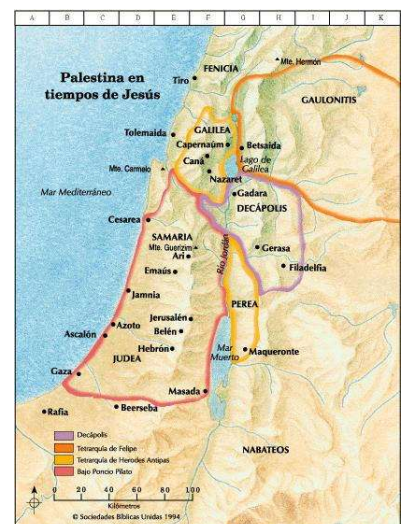 A B C D E F G H I J K
Palestina en
tiempos de Jesús
FENICIA
Tiro
Mte. Hermón
GAULONITIS
Tolemaida
GALILEA
Capernaúm
Betsaida
Caná
Lago de
Galilea
Mte. Carmelo
Nazaret
Mar Mediterráneo
Gadara
DECÁPOLIS
Cesarea
SAMARIA
Mte. Guerizim
Ari
Río Jordán
Gerasa
Emaús
Filadelfia
Jamnia
PEREA
Jerusalén
Azoto
Belén
Ascalón
Hebrón
JUDEA
Mar
Muerto
Maqueronte
Gaza
Masada
Rafia
Beerseba
NABATEOS
Decápolis
Tetrarquía de Felipe
Tetrarquía de Herodes Antipas
Bajo Poncio Pilato
0 20 40 60 80 100
Kilómetros
© Sociedades Bíblicas Unidas 1994